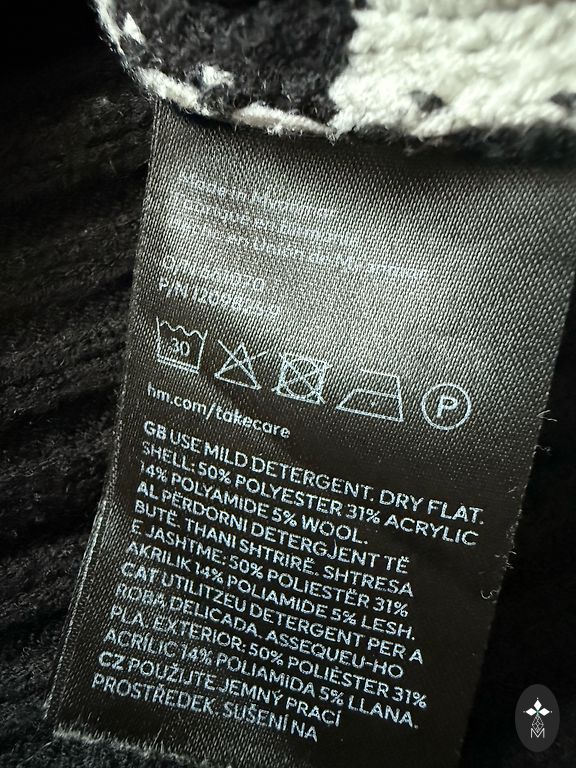 Made in
30
hm.com/takecare
P
GB USE MILD DETERGENT. DRY FLAT.
SHELL: 50% POLYESTER 31% ACRYLIC
14% POLYAMIDE 5% WOOL.
AL PËRDORNI DETERGJENT TË
BUTË. THANI SHTRIRË. SHTRESA
E JASHTME: 50% POLIESTËR 31%
AKRILIK 14% POLIAMIDE 5% LESH.
CAT UTILITZEU DETERGENT PER A
ROBA DELICADA. ASSEQUEU-HO
PLA. EXTERIOR: 50% POLIÈSTER 31%
ACRÍLIC 14% POLIAMIDA 5% LLANA.
CZ POUŽIJTE JEMNÝ PRACÍ
PROSTŘEDEK. SUŠENÍ NA
M